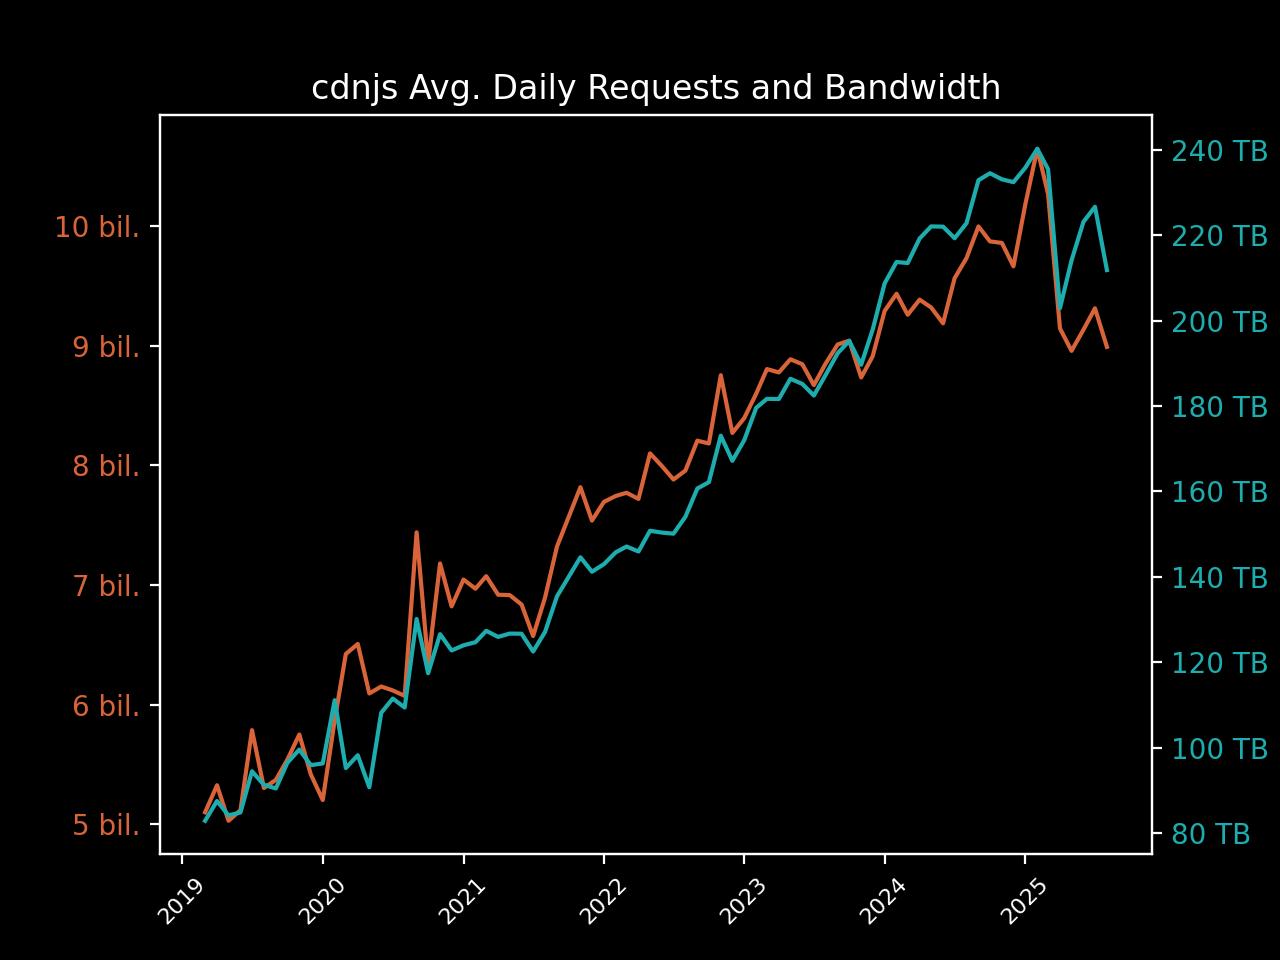 cdnjs Avg. Daily Requests and Bandwidth
10 bil.
9 bil.
8 bil.
7 bil.
6 bil.
5 bil.
240 TB
220 TB
200 TB
180 TB
160 TB
140 TB
120 TB
100 TB
80 TB
2019
2020
2021
2022
2023
2024
2025